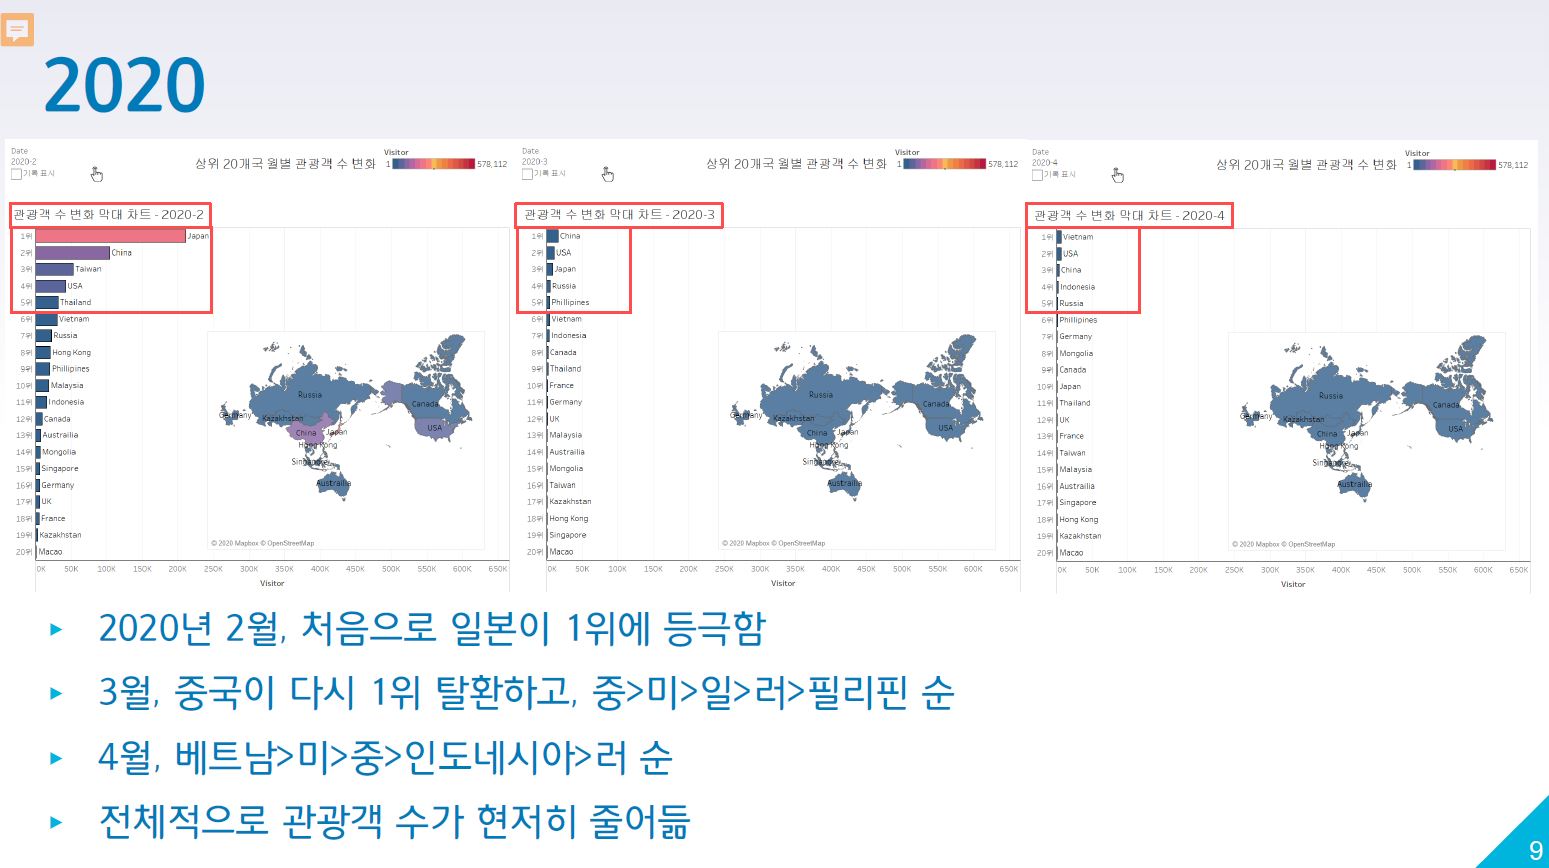 2020
Date
2020-2
기록 표시
상위 20개국 월별 관광객 수 변화
Visitor
1 578,112
관광객 수 변화 막대 차트 - 2020-2
1위 Japan
2위 China
3위 Taiwan
4위 USA
5위 Thailand
6위 Vietnam
7위 Russia
8위 Hong Kong
9위 Phillipines
10위 Malaysia
11위 Indonesia
12위 Canada
13위 Austrailia
14위 Mongolia
15위 Singapore
16위 Germany
17위 UK
18위 France
19위 Kazakhstan
20위 Macao
Russia
Canada
Germany
Kazakhstan
USA
China
Japan
Hong Kong
Singapore
Austrailia
© 2020 Mapbox © OpenStreetMap
0K 50K 100K 150K 200K 250K 300K 350K 400K 450K 500K 550K 600K 650K
Visitor
Date
2020-3
기록 표시
상위 20개국 월별 관광객 수 변화
Visitor
1 578,112
관광객 수 변화 막대 차트 - 2020-3
1위 China
2위 USA
3위 Japan
4위 Russia
5위 Phillipines
6위 Vietnam
7위 Indonesia
8위 Canada
9위 Thailand
10위 France
11위 Germany
12위 UK
13위 Malaysia
14위 Austrailia
15위 Mongolia
16위 Taiwan
17위 Kazakhstan
18위 Hong Kong
19위 Singapore
20위 Macao
Russia
Canada
Germany
Kazakhstan
USA
China
Japan
Hong Kong
Singapore
Austrailia
© 2020 Mapbox © OpenStreetMap
0K 50K 100K 150K 200K 250K 300K 350K 400K 450K 500K 550K 600K 650K
Visitor
Date
2020-4
기록 표시
상위 20개국 월별 관광객 수 변화
Visitor
1 578,112
관광객 수 변화 막대 차트 - 2020-4
1위 Vietnam
2위 USA
3위 China
4위 Indonesia
5위 Russia
6위 Phillipines
7위 Germany
8위 Mongolia
9위 Canada
10위 Japan
11위 Thailand
12위 UK
13위 France
14위 Taiwan
15위 Malaysia
16위 Austrailia
17위 Singapore
18위 Hong Kong
19위 Kazakhstan
20위 Macao
Russia
Canada
Germany
Kazakhstan
USA
China
Japan
Hong Kong
Singapore
Austrailia
© 2020 Mapbox © OpenStreetMap
0K 50K 100K 150K 200K 250K 300K 350K 400K 450K 500K 550K 600K 650K
Visitor
2020년 2월, 처음으로 일본이 1위에 등극함
3월, 중국이 다시 1위 탈환하고, 중>미>일>러>필리핀 순
4월, 베트남>미>중>인도네시아>러 순
전체적으로 관광객 수가 현저히 줄어듦
9